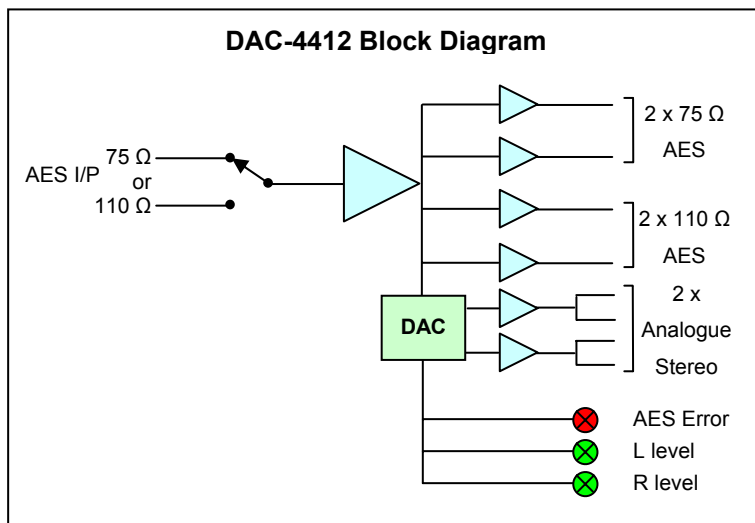 DAC-4412 Block Diagram
AES I/P
75 Ω
or
110 Ω
2 x 75 Ω
AES
2 x 110 Ω
AES
DAC
2 x
Analogue
Stereo
AES Error
L level
R level